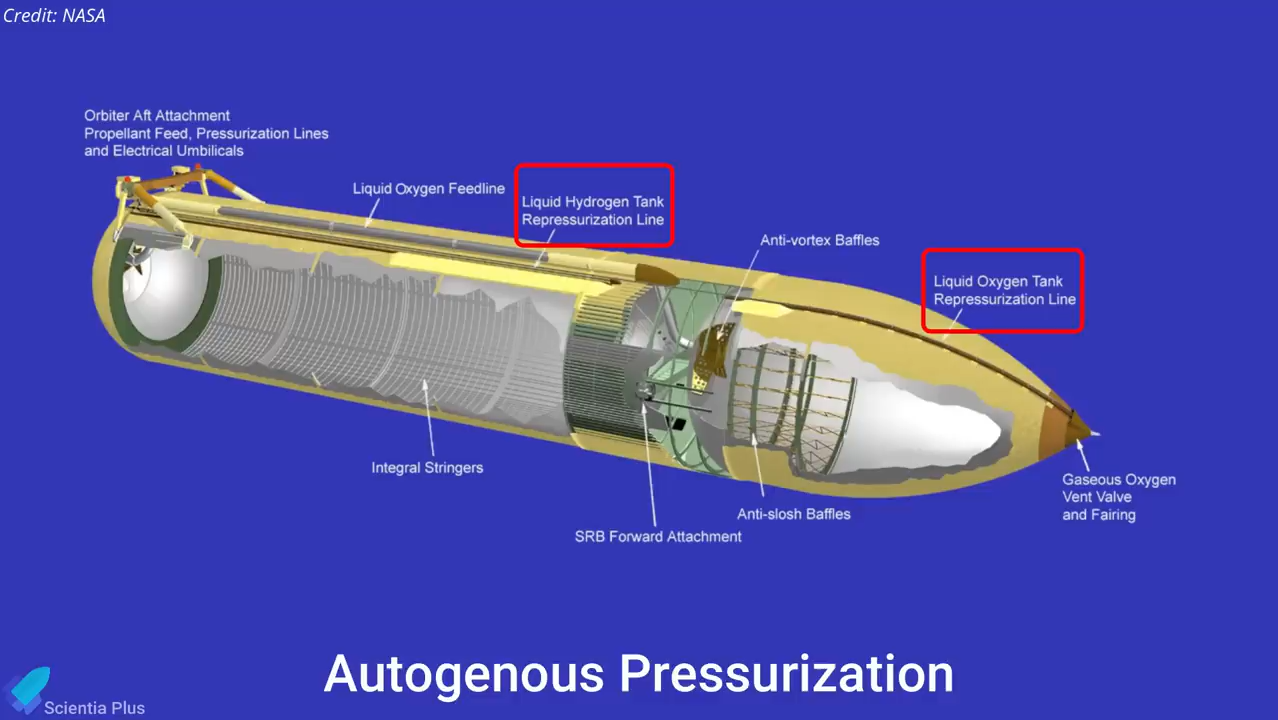 Credit: NASA
Orbiter Aft Attachment
Propellant Feed, Pressurization Lines
and Electrical Umbilicals
Liquid Oxygen Feedline
Liquid Hydrogen Tank
Repressurization Line
Anti-vortex Baffles
Liquid Oxygen Tank
Repressurization Line
Integral Stringers
SRB Forward Attachment
Anti-slosh Baffles
Gaseous Oxygen
Vent Valve
and Fairing
Autogenous Pressurization
Scientia Plus